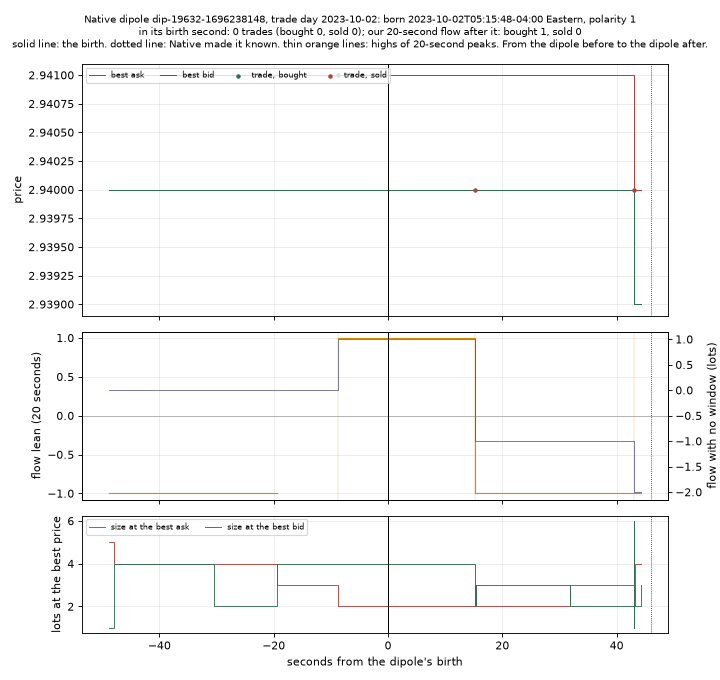 Native dipole dip-19632-1696238148, trade day 2023-10-02: born 2023-10-02T05:15:48-04:00 Eastern, polarity 1
in its birth second: 0 trades (bought 0, sold 0); our 20-second flow after it: bought 1, sold 0
solid line: the birth. dotted line: Native made it known. thin orange lines: highs of 20-second peaks. From the dipole before to the dipole after.
best ask best bid trade, bought trade, sold
2.94100
2.94075
2.94050
2.94025
2.94000
2.93975
2.93950
2.93925
2.93900
price
1.0
0.5
0.0
−0.5
−1.0
flow lean (20 seconds)
1.0
0.5
0.0
−0.5
−1.0
−1.5
−2.0
flow with no window (lots)
size at the best ask size at the best bid
6
4
2
lots at the best price
−40 −20 0 20 40
seconds from the dipole's birth